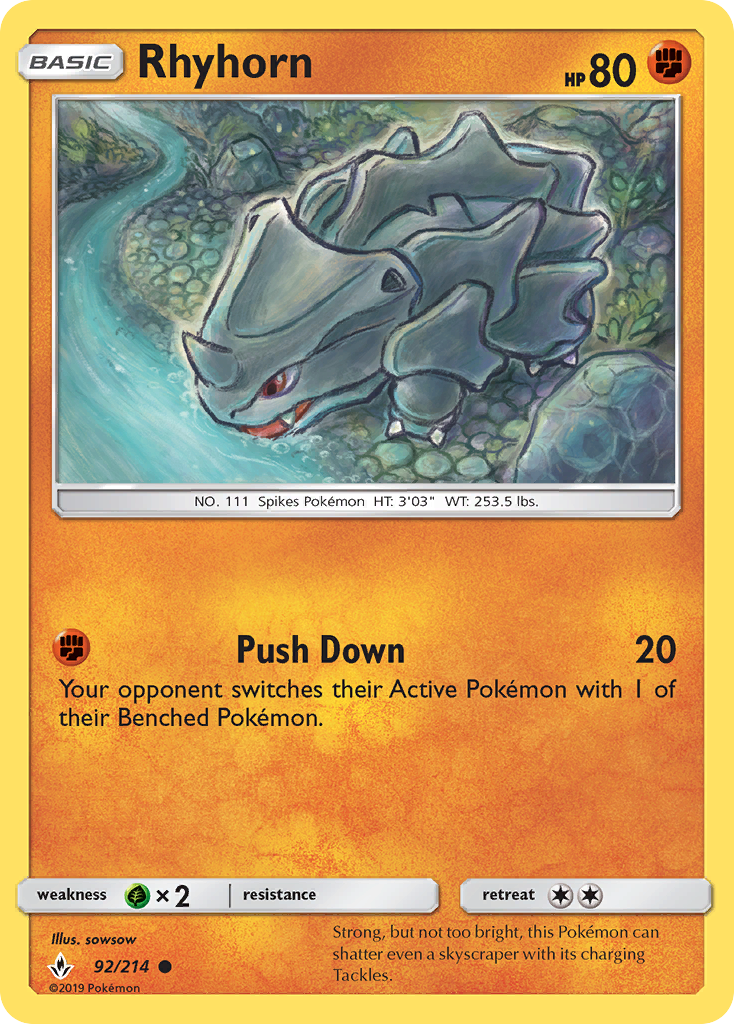 BASIC
Rhyhorn
HP 80
NO. 111 Spikes Pokémon HT: 3'03" WT: 253.5 lbs.
Push Down 20
Your opponent switches their Active Pokémon with 1 of
their Benched Pokémon.
weakness ×2 resistance retreat
Illus. sowsow
92/214
©2019 Pokémon
Strong, but not too bright, this Pokémon can
shatter even a skyscraper with its charging
Tackles.